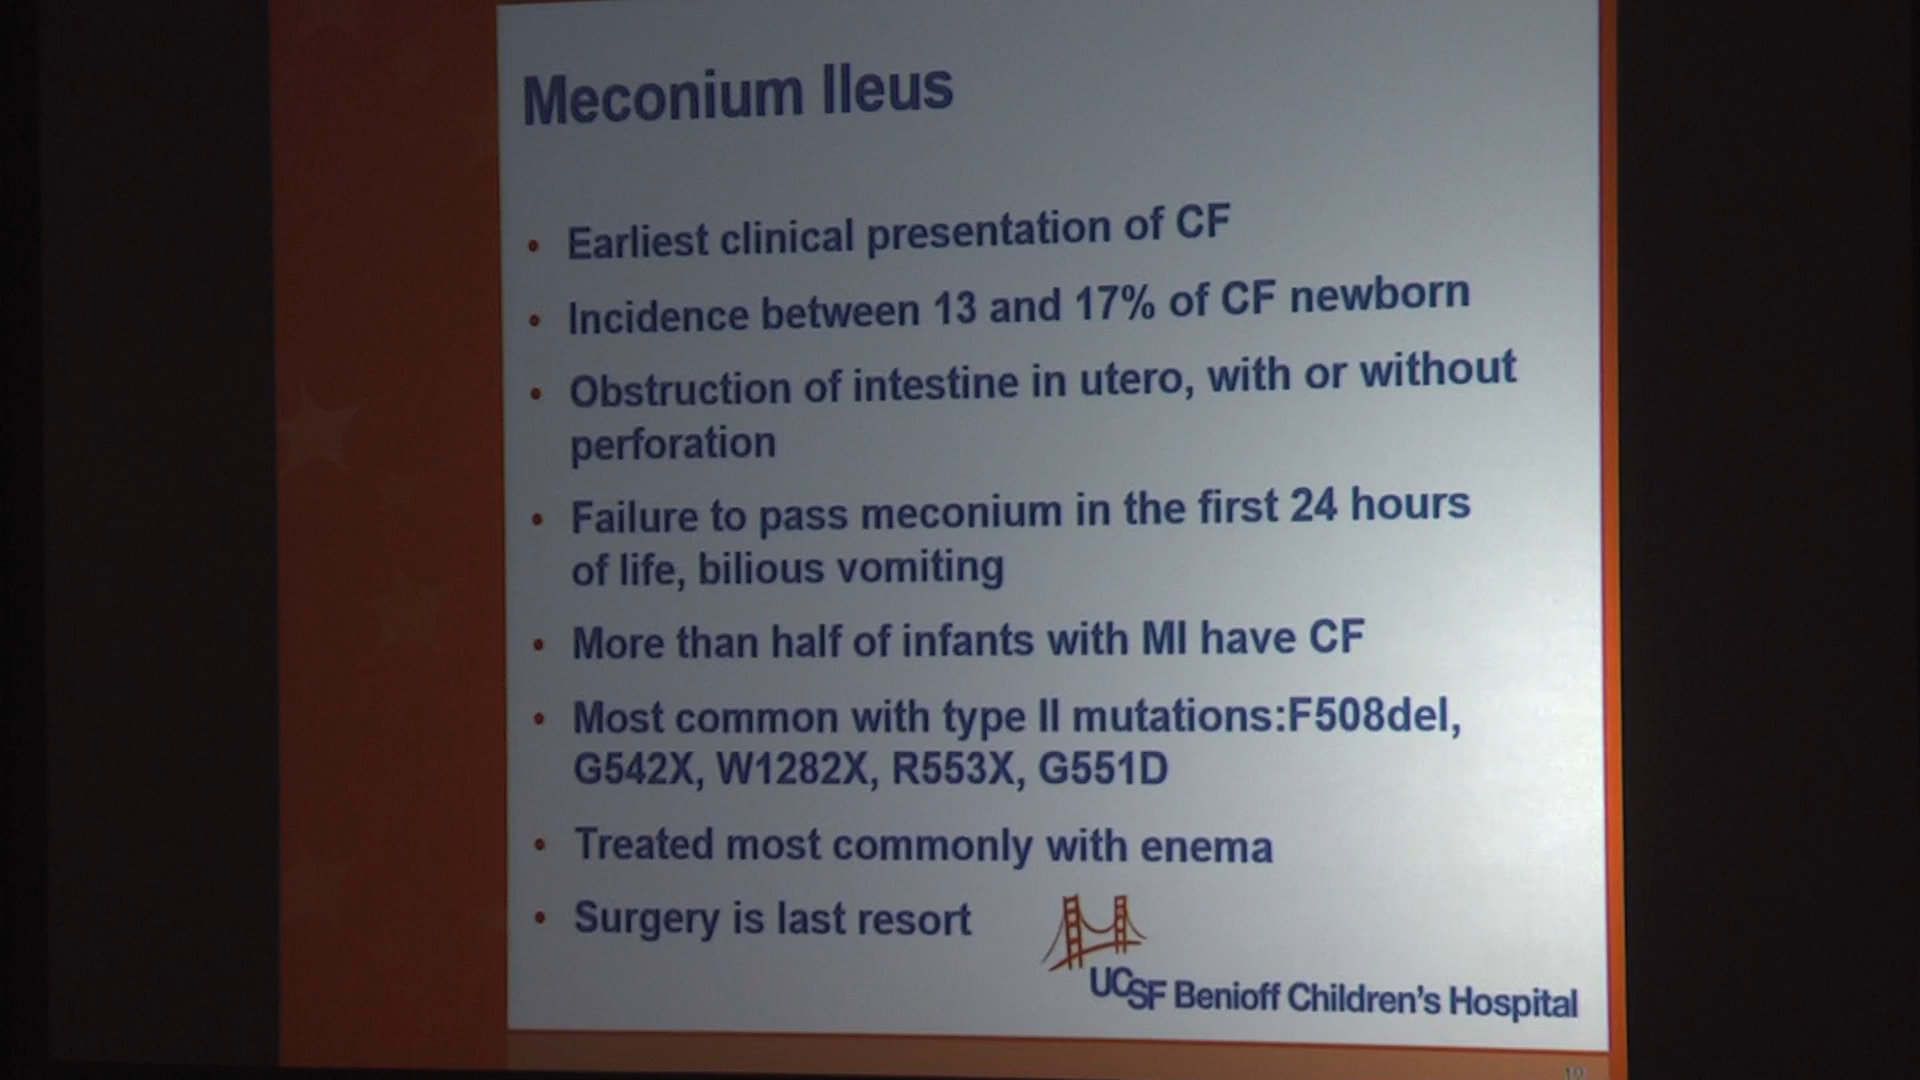 Meconium Ileus
• Earliest clinical presentation of CF
• Incidence between 13 and 17% of CF newborn
• Obstruction of intestine in utero, with or without
perforation
• Failure to pass meconium in the first 24 hours
of life, bilious vomiting
• More than half of infants with MI have CF
• Most common with type II mutations:F508del,
G542X, W1282X, R553X, G551D
• Treated most commonly with enema
• Surgery is last resort
UCSF Benioff Children's Hospital